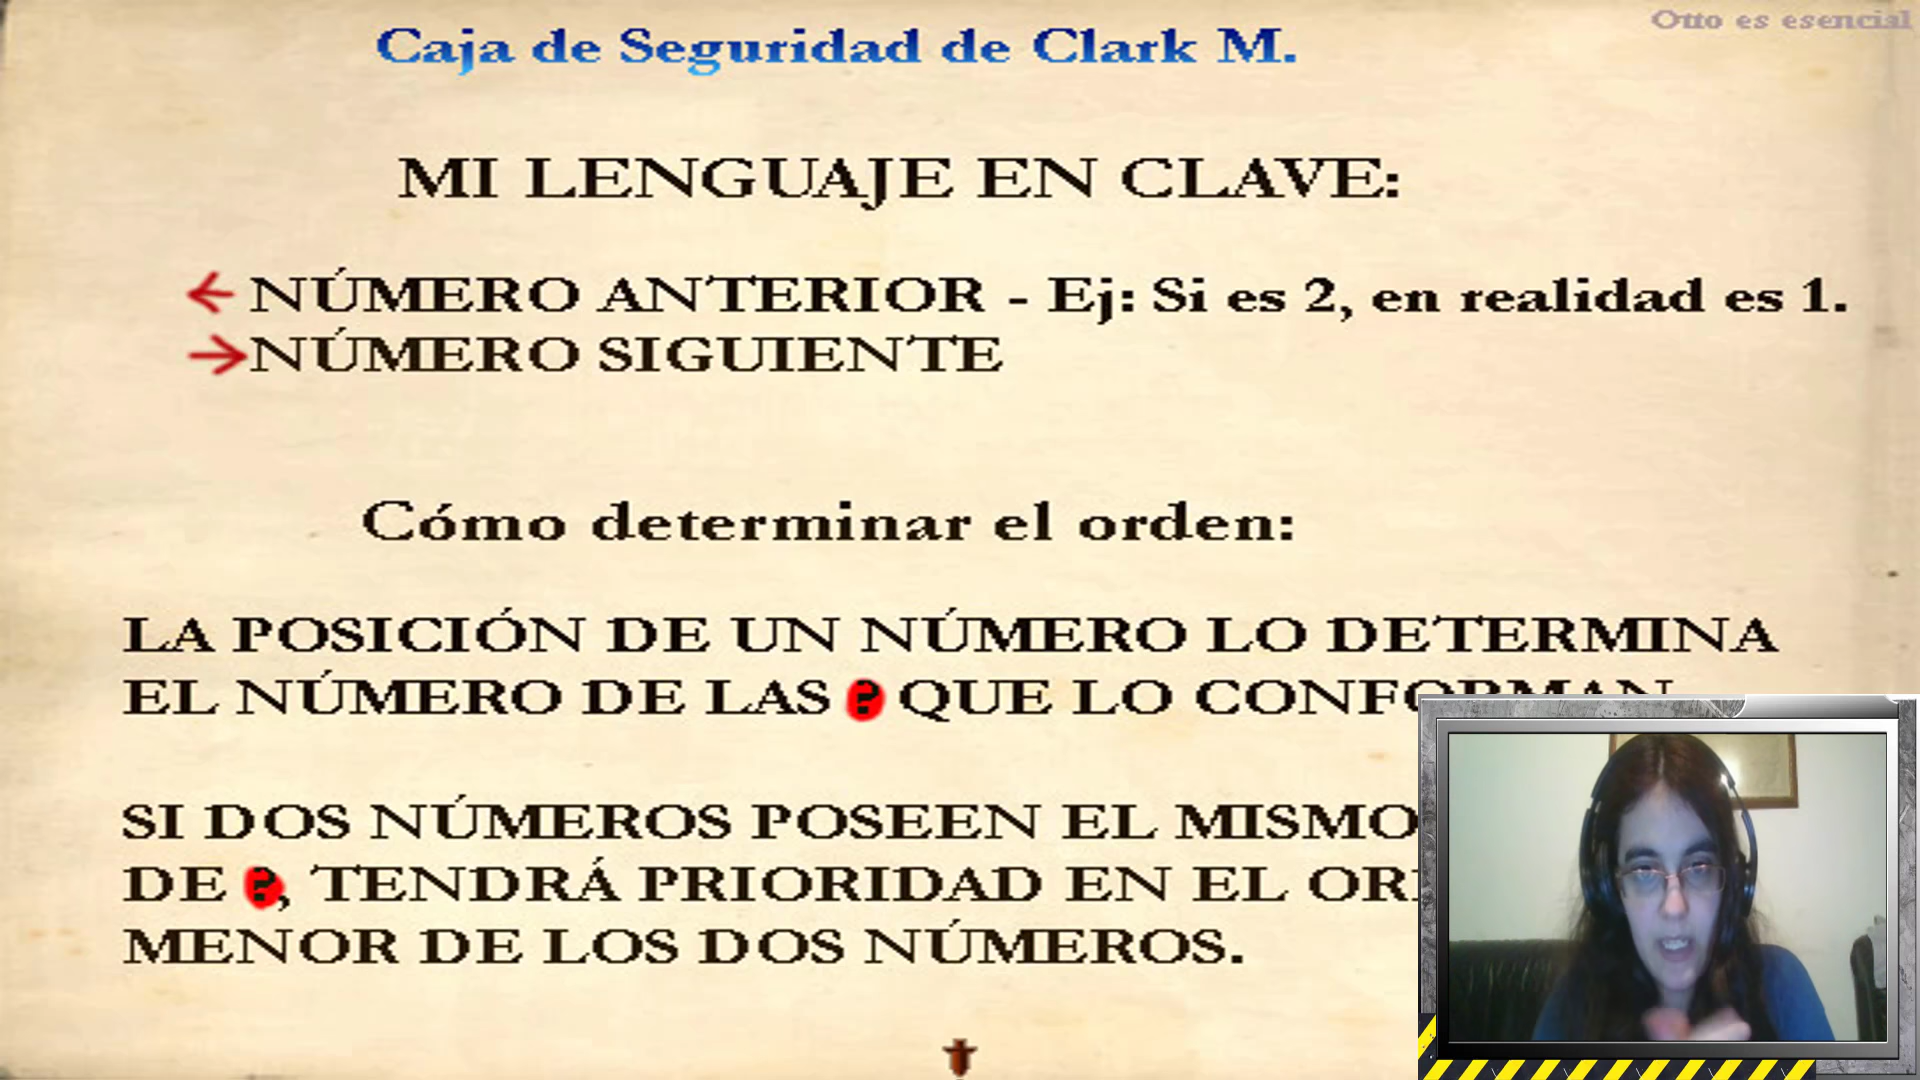 Otto es esencial
Caja de Seguridad de Clark M.
MI LENGUAJE EN CLAVE:
← NÚMERO ANTERIOR - Ej: Si es 2, en realidad es 1.
→ NÚMERO SIGUIENTE
Cómo determinar el orden:
LA POSICIÓN DE UN NÚMERO LO DETERMINA
EL NÚMERO DE LAS ? QUE LO CONFORMAN
SI DOS NÚMEROS POSEEN EL MISMO
DE ?, TENDRÁ PRIORIDAD EN EL
MENOR DE LOS DOS NÚMEROS.